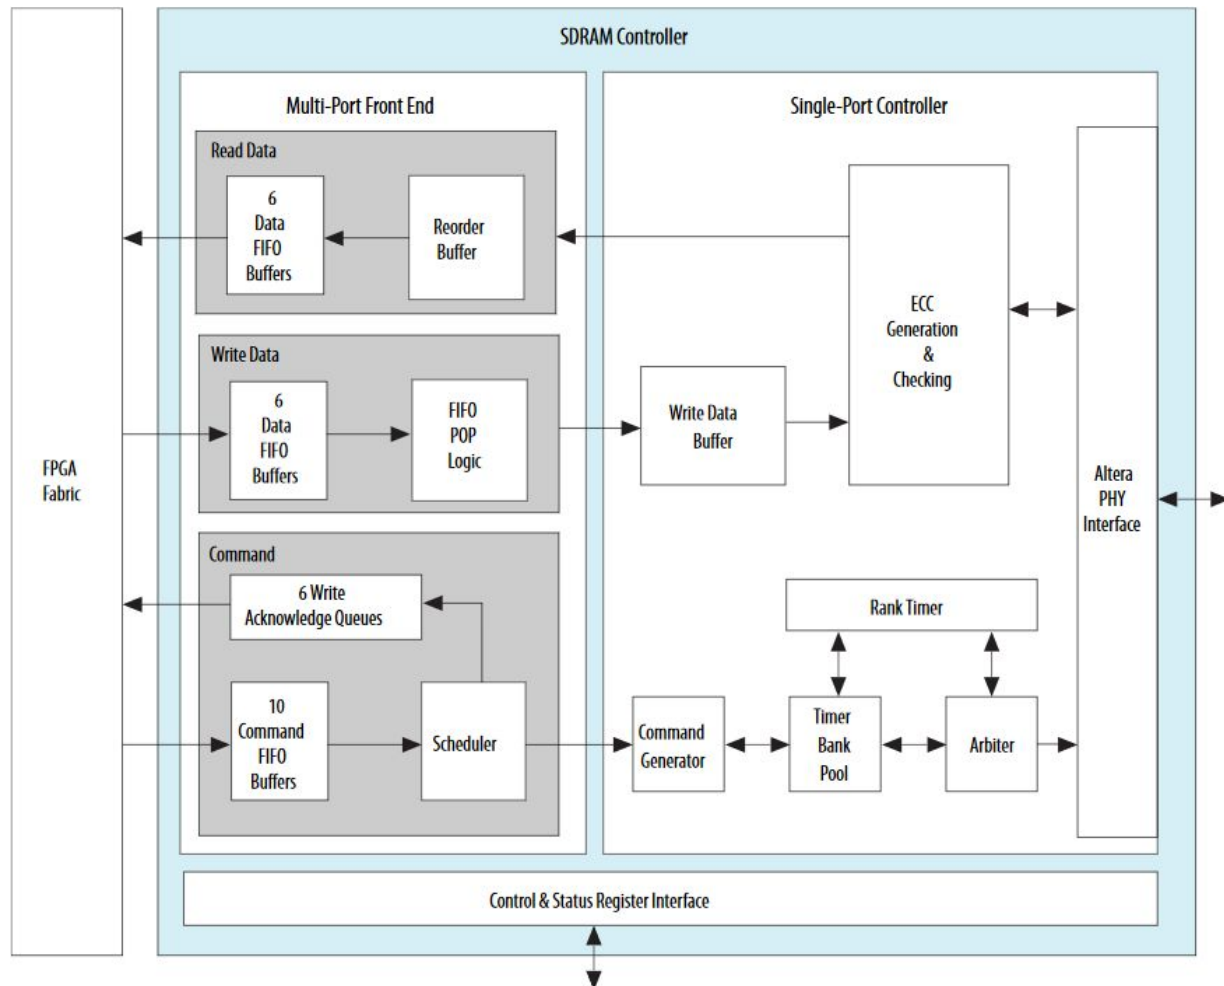 SDRAM Controller
Multi-Port Front End
Single-Port Controller
Read Data
6
Data
FIFO
Buffers
Reorder
Buffer
ECC
Generation
&
Checking
Write Data
6
Data
FIFO
Buffers
FIFO
POP
Logic
Write Data
Buffer
FPGA
Fabric
Altera
PHY
Interface
Command
6 Write
Acknowledge Queues
Rank Timer
10
Command
FIFO
Buffers
Scheduler
Command
Generator
Timer
Bank
Pool
Arbiter
Control & Status Register Interface